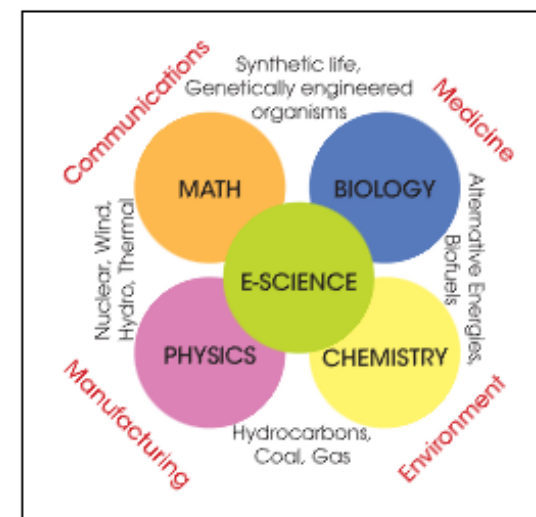 Communications
Synthetic life,
Genetically engineered
organisms
Medicine
MATH
BIOLOGY
Nuclear, Wind,
Hydro, Thermal
E-SCIENCE
Alternative Energies,
Biofuels
PHYSICS
CHEMISTRY
Manufacturing
Hydrocarbons,
Coal, Gas
Environment